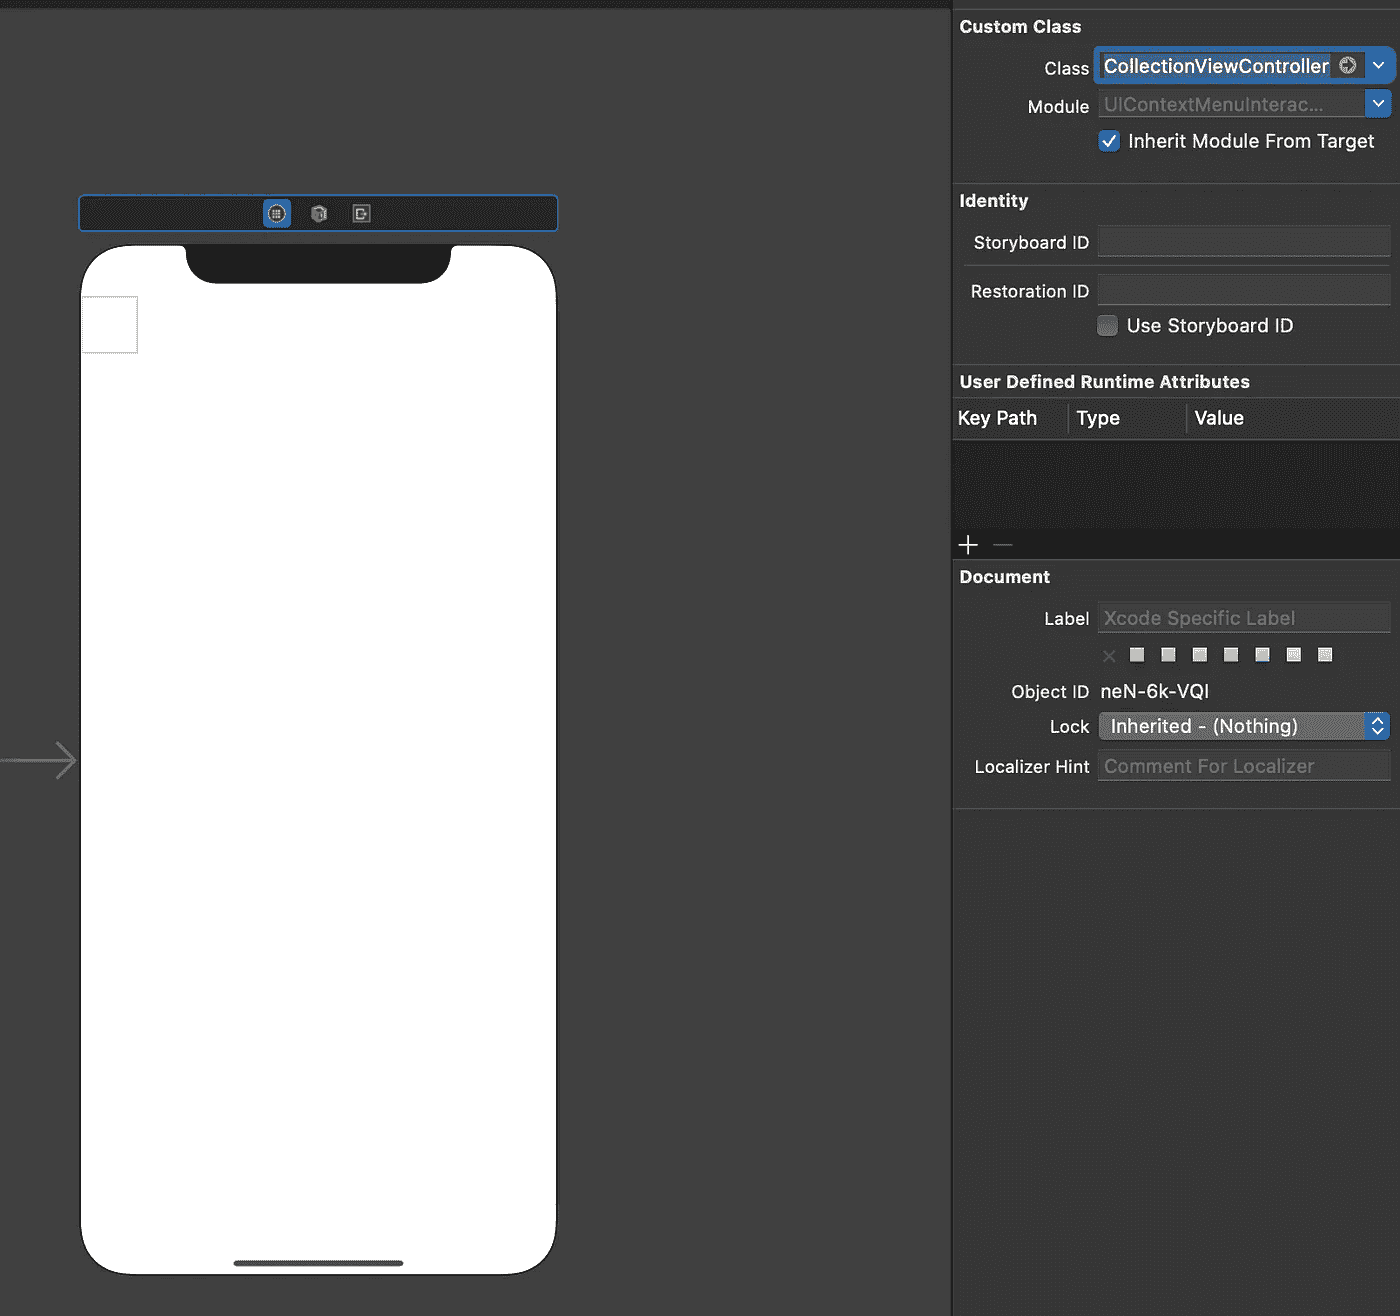 Custom Class
Class CollectionViewController
Module UIContextMenuInterac...
Inherit Module From Target
Identity
Storyboard ID
Restoration ID
Use Storyboard ID
User Defined Runtime Attributes
Key Path Type Value
Document
Label Xcode Specific Label
Object ID neN-6k-VQI
Lock Inherited - (Nothing)
Localizer Hint Comment For Localizer